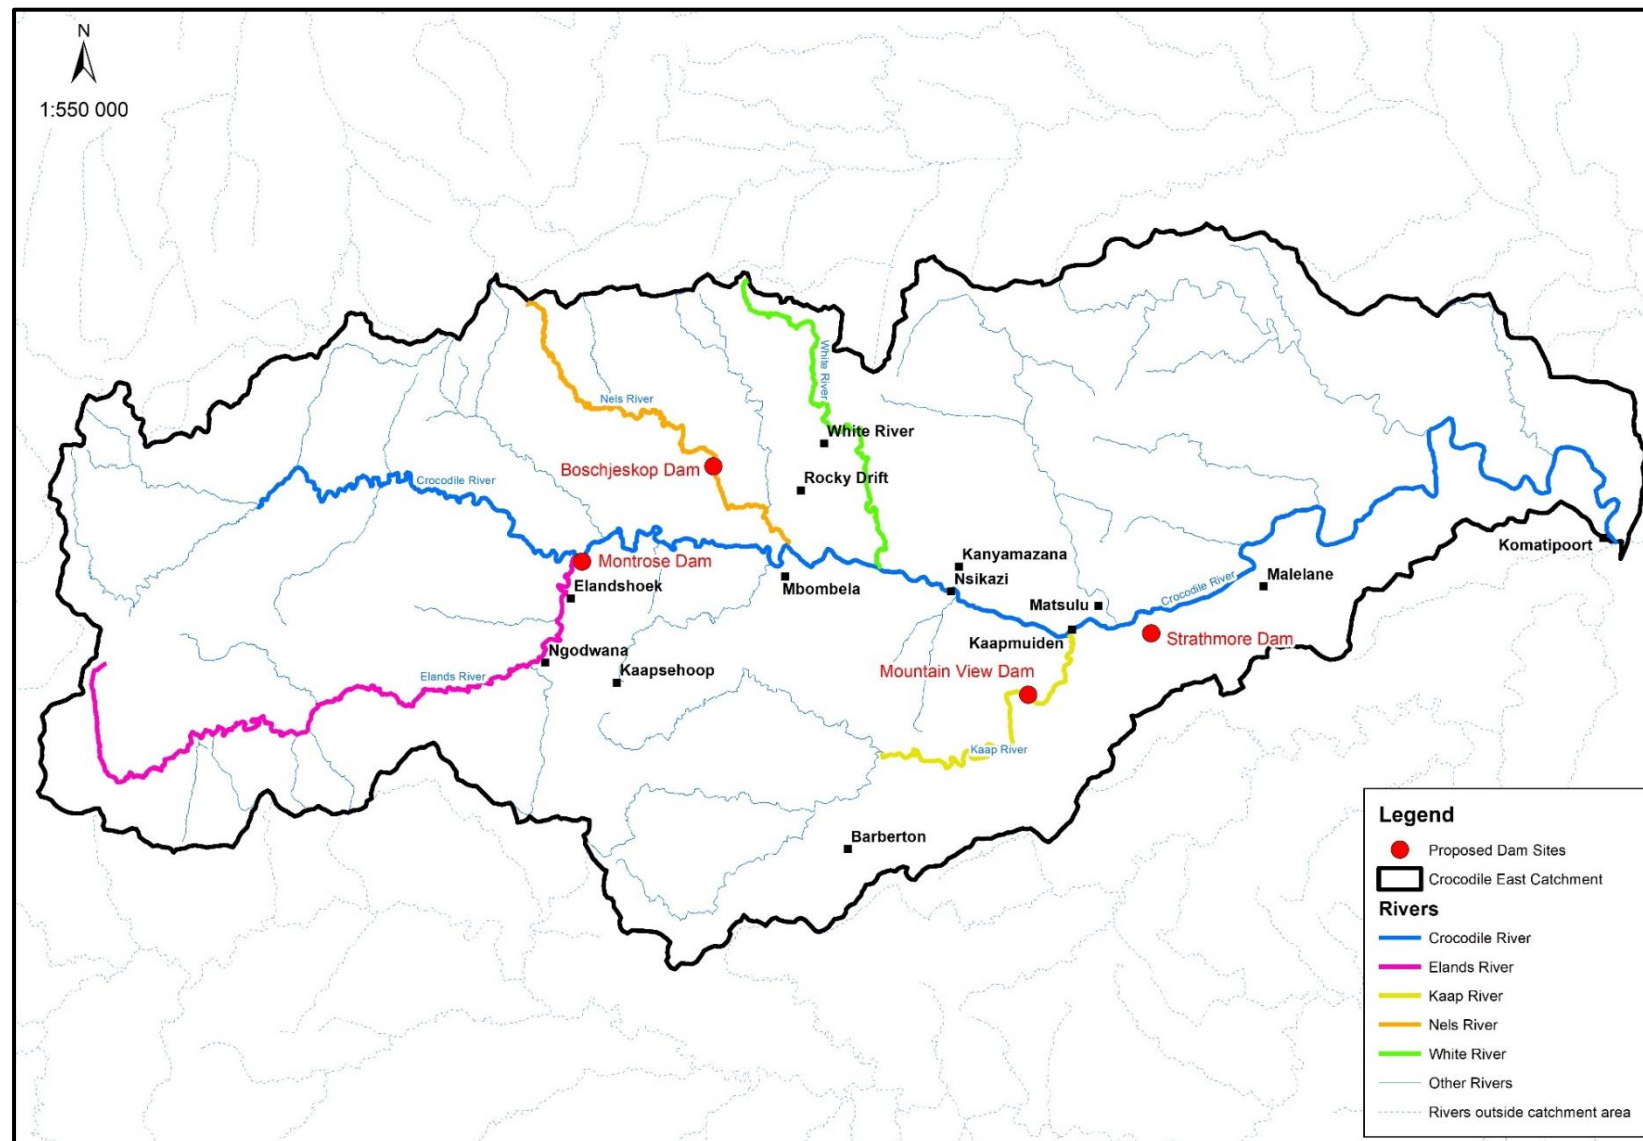 N
1:550 000
White River
Nels River
White River
Boschjeskop Dam
Rocky Drift
Crocodile River
Montrose Dam
Elandshoek
Mbombela
Kanyamazana
Nsikazi
Komatipoort
Malelane
Crocodile River
Matsulu
Kaapmuiden
Strathmore Dam
Ngodwana
Kaapsehoop
Elands River
Mountain View Dam
Kaap River
Barberton
Legend
Proposed Dam Sites
Crocodile East Catchment
Rivers
Crocodile River
Elands River
Kaap River
Nels River
White River
Other Rivers
Rivers outside catchment area